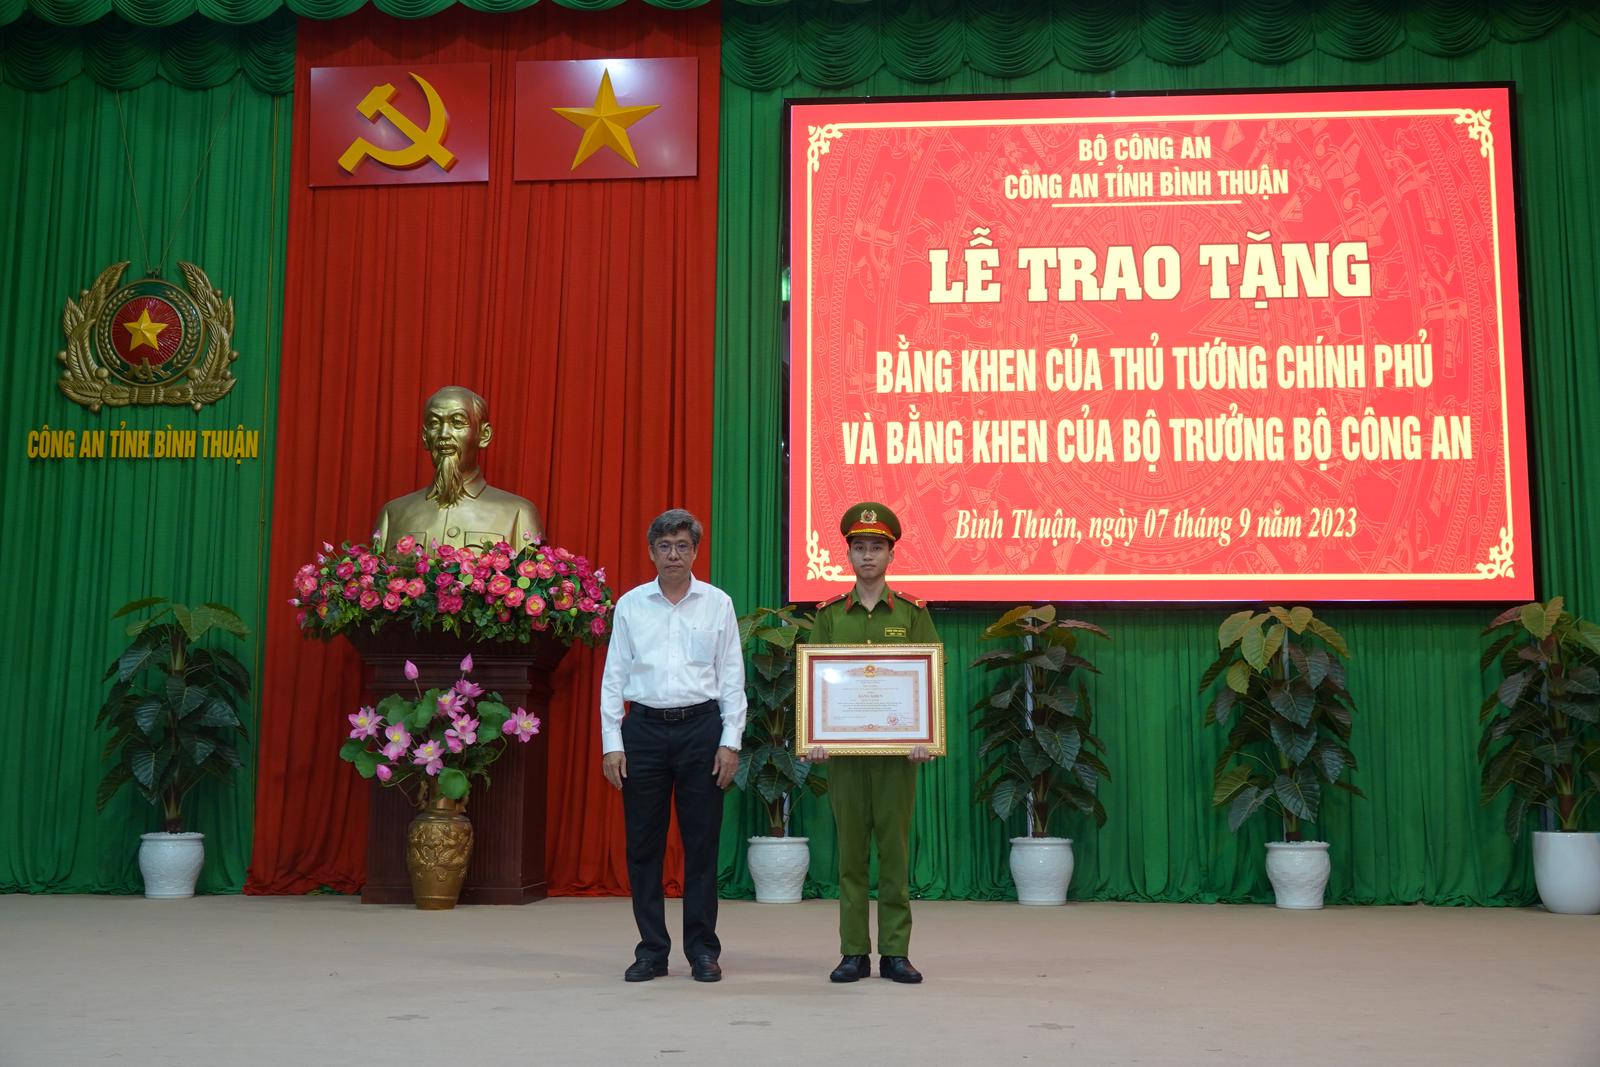 BỘ CÔNG AN
CÔNG AN TỈNH BÌNH THUẬN
LỄ TRAO TẶNG
BẰNG KHEN CỦA THỦ TƯỚNG CHÍNH PHỦ
VÀ BẰNG KHEN CỦA BỘ TRƯỞNG BỘ CÔNG AN
Bình Thuận, ngày 07 tháng 9 năm 2023
CÔNG AN TỈNH BÌNH THUẬN
BẰNG KHEN